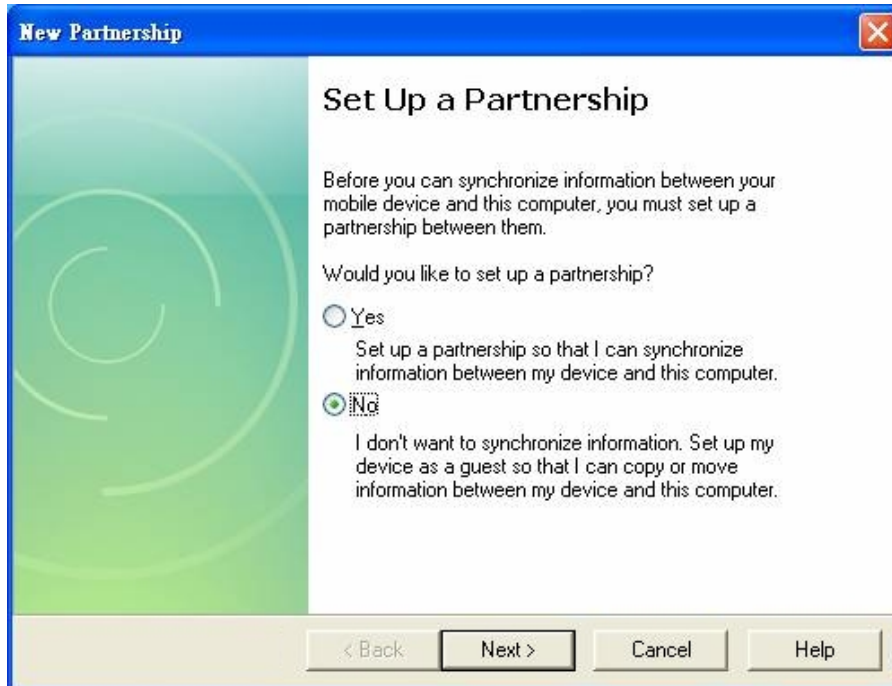 New Partnership
Set Up a Partnership
Before you can synchronize information between your
mobile device and this computer, you must set up a
partnership between them.
Would you like to set up a partnership?
Yes
Set up a partnership so that I can synchronize
information between my device and this computer.
No
I don't want to synchronize information. Set up my
device as a guest so that I can copy or move
information between my device and this computer.
< Back
Next >
Cancel
Help